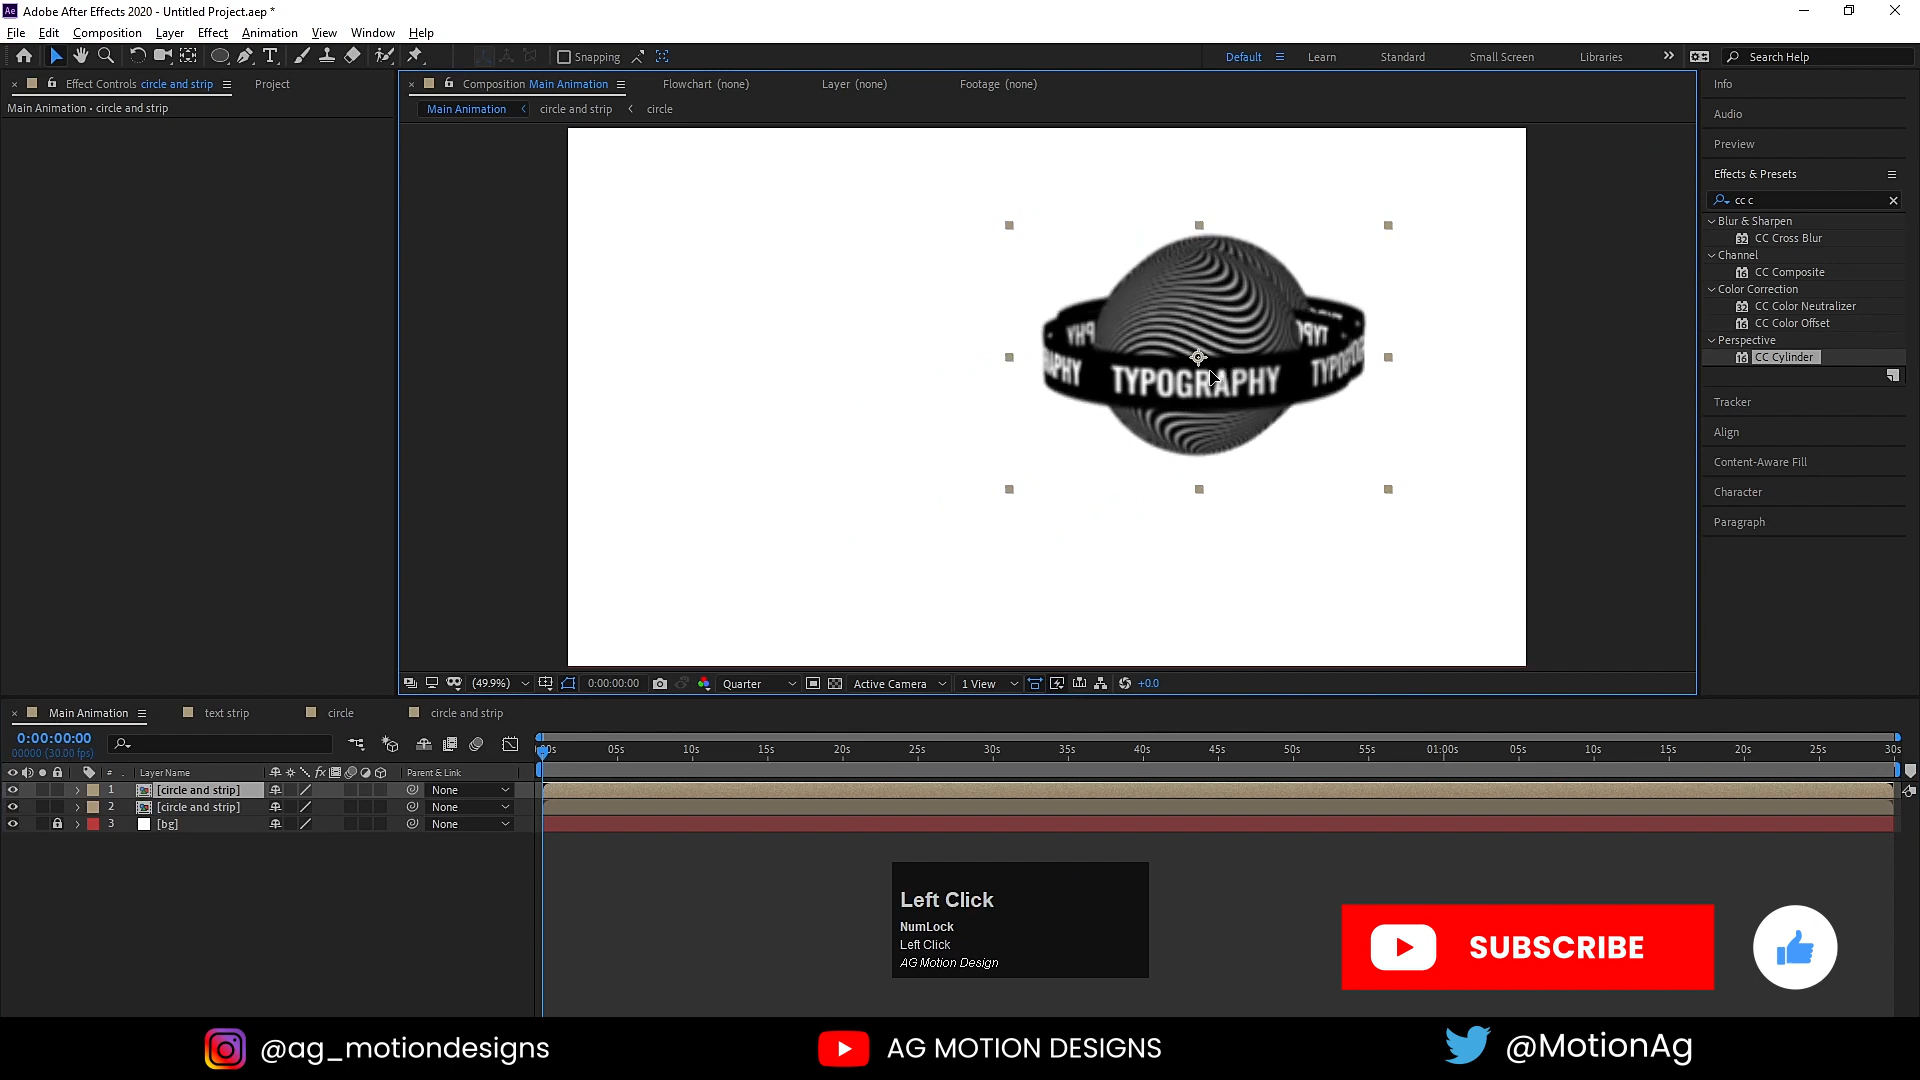 Adobe After Effects 2020 - Untitled Project.aep *
File Edit Composition Layer Effect Animation View Window Help
Snapping Default Learn Standard Small Screen Libraries Search Help
Effect Controls circle and strip Project
Main Animation • circle and strip
Composition Main Animation Flowchart (none) Layer (none) Footage (none)
Main Animation circle and strip circle
TYPOGRAPHY
(49.9%) 0:00:00:00 Quarter Active Camera 1 View +0.0
Info
Audio
Preview
Effects & Presets
cc c
Blur & Sharpen
CC Cross Blur
Channel
CC Composite
Color Correction
CC Color Neutralizer
CC Color Offset
Perspective
CC Cylinder
Tracker
Align
Content-Aware Fill
Character
Paragraph
Main Animation text strip circle circle and strip
0:00:00:00
00000 (30.00 fps)
05s 10s 15s 20s 25s 30s 35s 40s 45s 50s 55s 01:00s 05s 10s 15s 20s 25s 30s
# Layer Name fx Parent & Link
1 [circle and strip] None
2 [circle and strip] None
3 [bg] None
Left Click
NumLock
Left Click
AG Motion Design
SUBSCRIBE
@ag_motiondesigns AG MOTION DESIGNS @MotionAg